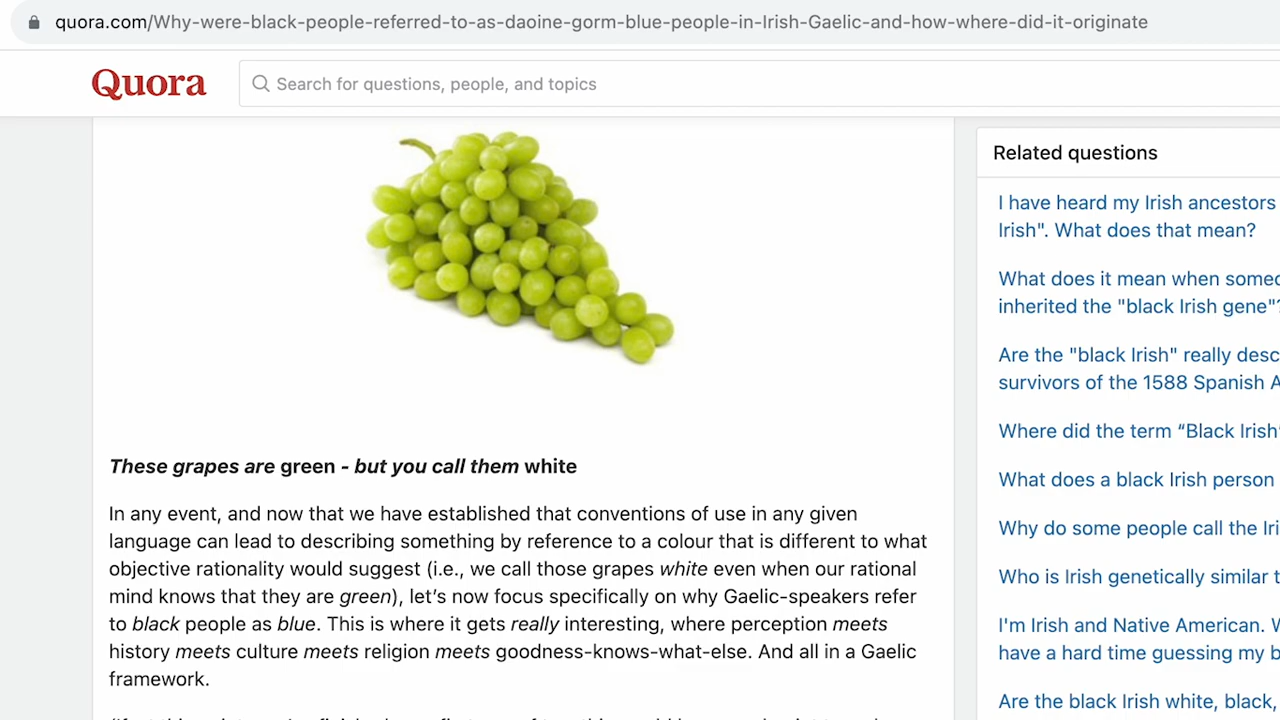 quora.com/Why-were-black-people-referred-to-as-daoine-gorm-blue-people-in-Irish-Gaelic-and-how-where-did-it-originate
Quora
Search for questions, people, and topics
These grapes are green - but you call them white
In any event, and now that we have established that conventions of use in any given
language can lead to describing something by reference to a colour that is different to what
objective rationality would suggest (i.e., we call those grapes white even when our rational
mind knows that they are green), let’s now focus specifically on why Gaelic-speakers refer
to black people as blue. This is where it gets really interesting, where perception meets
history meets culture meets religion meets goodness-knows-what-else. And all in a Gaelic
framework.
Related questions
I have heard my Irish ancestors
Irish". What does that mean?
What does it mean when
inherited the "black Irish gene"?
Are the "black Irish" really
survivors of the 1588 Spanish
Where did the term “Black Irish
What does a black Irish person
Why do some people call the
Who is Irish genetically similar
I'm Irish and Native American.
have a hard time guessing my
Are the black Irish white, black,